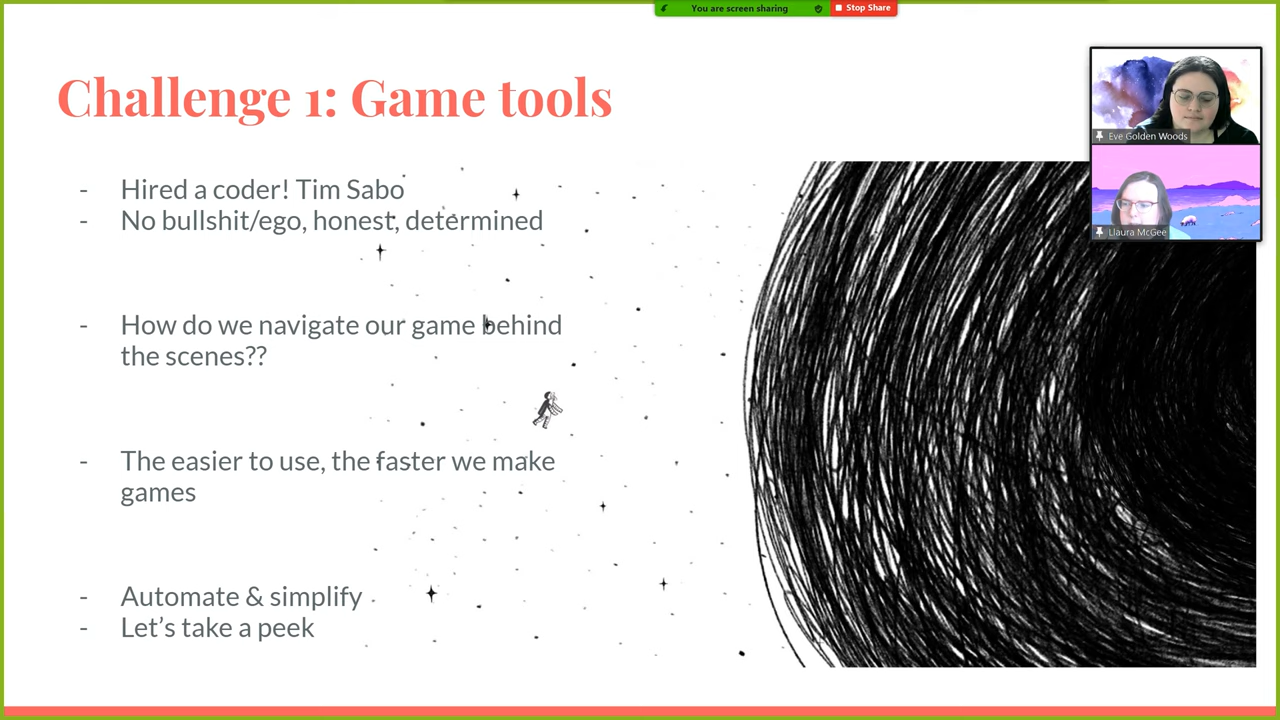 You are screen sharing
Stop Share
Challenge 1: Game tools
Eve Golden Woods
Llaura McGee
- Hired a coder! Tim Sabo
- No bullshit/ego, honest, determined
- How do we navigate our game behind
the scenes??
- The easier to use, the faster we make
games
- Automate & simplify
- Let’s take a peek